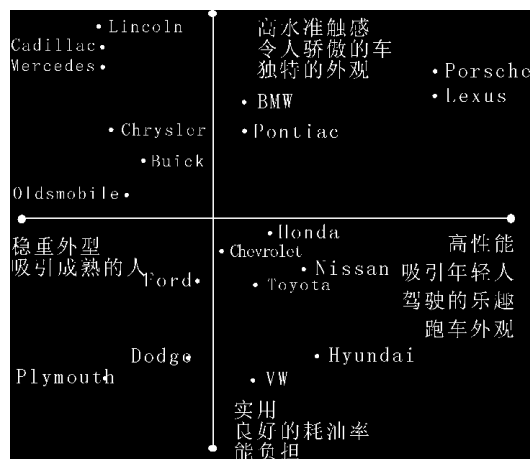 Lincoln
Cadillac
Mercedes
高水准触感
令人骄傲的车
独特的外观
Porsche
Lexus
BMW
Chrysler
Pontiac
Buick
Oldsmobile
稳重外型
吸引成熟的人
Honda
Chevrolet
高性能
Ford
Nissan
吸引年轻人
Toyota
驾驶的乐趣
跑车外观
Dodge
Hyundai
Plymouth
VW
实用
良好的耗油率
能负担